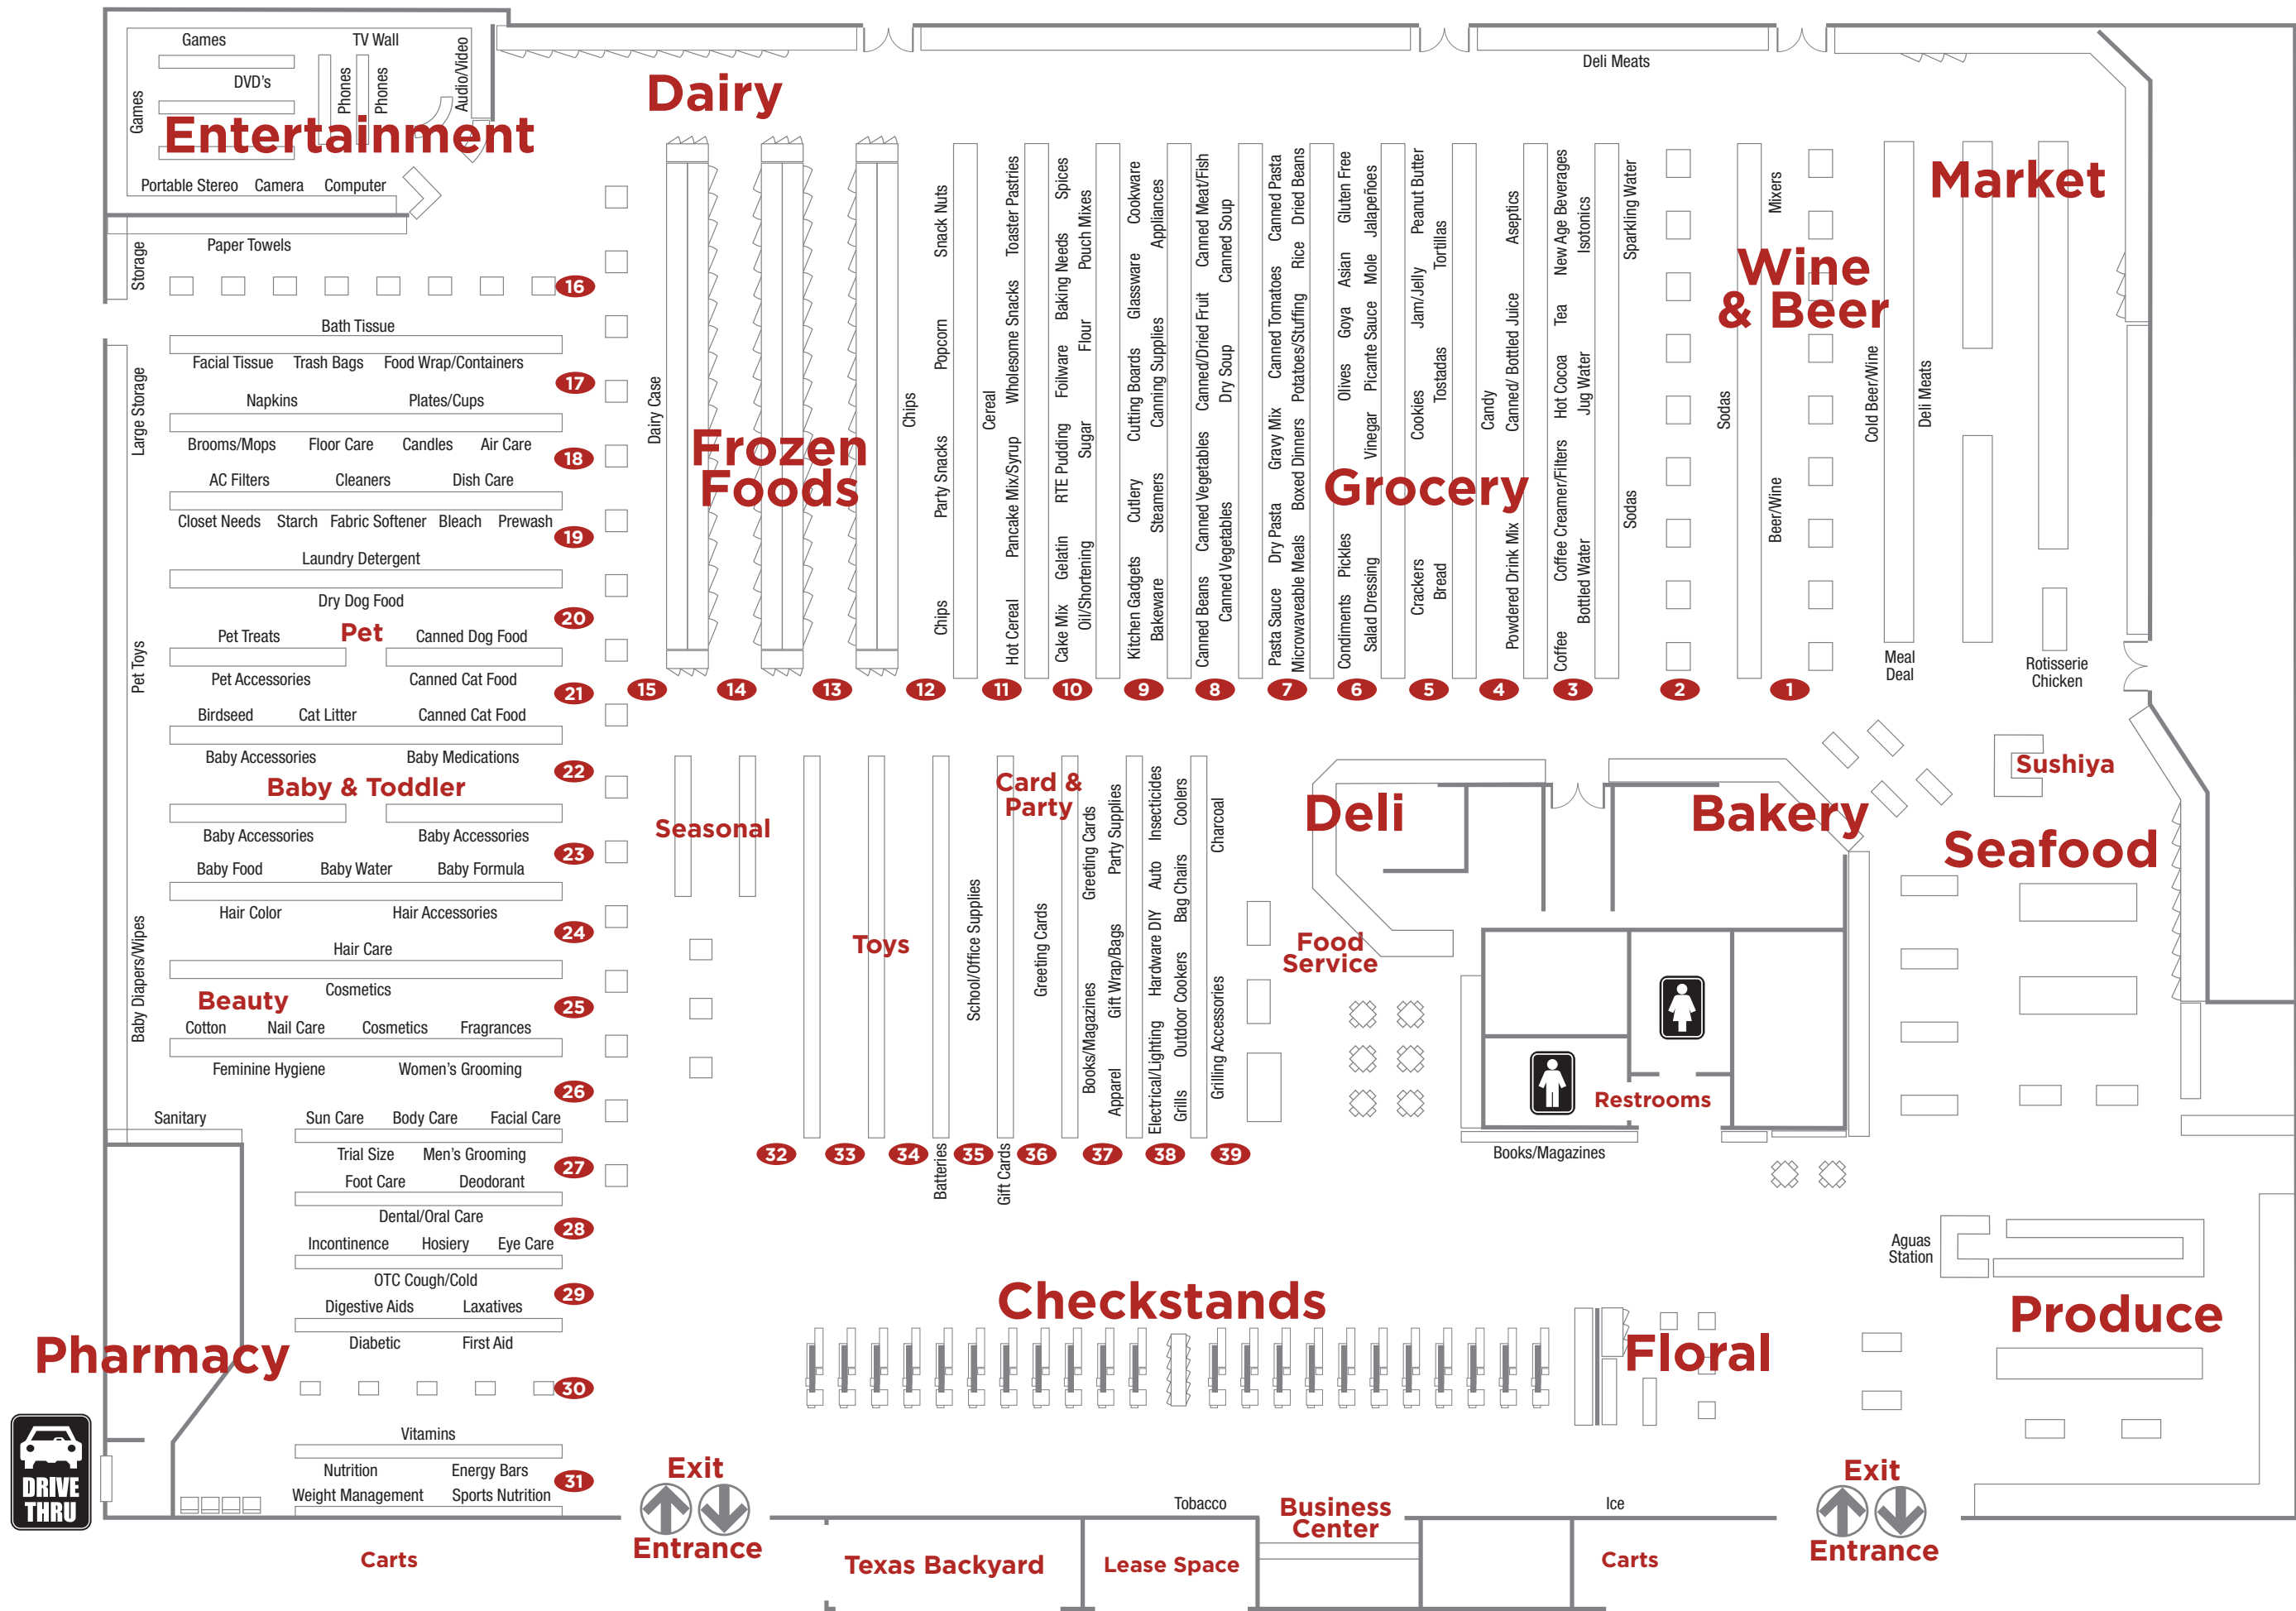 Games
TV Wall
DVD's
Games
Phones
Phones
Audio/Video
Entertainment
Portable Stereo
Camera
Computer
Dairy
Deli Meats
Market
Storage
Paper Towels
16
Bath Tissue
Facial Tissue
Trash Bags
Food Wrap/Containers
17
Large Storage
Napkins
Plates/Cups
Brooms/Mops
Floor Care
Candles
Air Care
18
AC Filters
Cleaners
Dish Care
Closet Needs
Starch
Fabric Softener
Bleach
Prewash
19
Laundry Detergent
Dry Dog Food
20
Pet Toys
Pet Treats
Pet
Canned Dog Food
Pet Accessories
Canned Cat Food
21
Birdseed
Cat Litter
Canned Cat Food
Baby Accessories
Baby Medications
22
Baby & Toddler
Baby Accessories
Baby Accessories
23
Baby Food
Baby Water
Baby Formula
Hair Color
Hair Accessories
24
Baby Diapers/Wipes
Hair Care
Cosmetics
25
Beauty
Cotton
Nail Care
Cosmetics
Fragrances
Feminine Hygiene
Women's Grooming
26
Sanitary
Sun Care
Body Care
Facial Care
Trial Size
Men's Grooming
27
Foot Care
Deodorant
Dental/Oral Care
28
Incontinence
Hosiery
Eye Care
OTC Cough/Cold
29
Digestive Aids
Laxatives
Diabetic
First Aid
30
Pharmacy
Vitamins
Nutrition
Energy Bars
31
Weight Management
Sports Nutrition
DRIVE
THRU
Carts
Dairy Case
Frozen
Foods
Chips
Snack Nuts
Popcorn
Party Snacks
Chips
Cereal
Toaster Pastries
Wholesome Snacks
Pancake Mix/Syrup
Hot Cereal
Spices
Baking Needs
Foilware
RTE Pudding
Gelatin
Cake Mix
Pouch Mixes
Flour
Sugar
Oil/Shortening
Cookware
Glassware
Cutting Boards
Cutlery
Kitchen Gadgets
Appliances
Canning Supplies
Steamers
Bakeware
Canned Meat/Fish
Canned/Dried Fruit
Canned Vegetables
Canned Beans
Canned Soup
Dry Soup
Canned Vegetables
Canned Pasta
Canned Tomatoes
Gravy Mix
Dry Pasta
Pasta Sauce
Dried Beans
Rice
Potatoes/Stuffing
Boxed Dinners
Microwaveable Meals
Gluten Free
Asian
Goya
Olives
Pickles
Condiments
Jalapeños
Mole
Picante Sauce
Vinegar
Salad Dressing
Grocery
Peanut Butter
Jam/Jelly
Cookies
Crackers
Tortillas
Tostadas
Bread
Candy
Aseptics
Canned/ Bottled Juice
Powdered Drink Mix
New Age Beverages
Tea
Hot Cocoa
Coffee Creamer/Filters
Coffee
Isotonics
Jug Water
Bottled Water
Sparkling Water
Sodas
Sodas
Mixers
Beer/Wine
Wine
& Beer
Cold Beer/Wine
Deli Meats
Meal
Deal
Rotisserie
Chicken
15
14
13
12
11
10
9
8
7
6
5
4
3
2
1
Seasonal
Toys
School/Office Supplies
Card &
Party
Greeting Cards
Greeting Cards
Books/Magazines
Party Supplies
Gift Wrap/Bags
Apparel
Insecticides
Auto
Hardware DIY
Electrical/Lighting
Coolers
Bag Chairs
Outdoor Cookers
Grills
Charcoal
Grilling Accessories
32
33
34
35
36
37
38
39
Batteries
Gift Cards
Deli
Bakery
Sushiya
Seafood
Food
Service
Restrooms
Books/Magazines
Aguas
Station
Produce
Checkstands
Floral
Exit
Entrance
Tobacco
Business
Center
Ice
Exit
Entrance
Texas Backyard
Lease Space
Carts